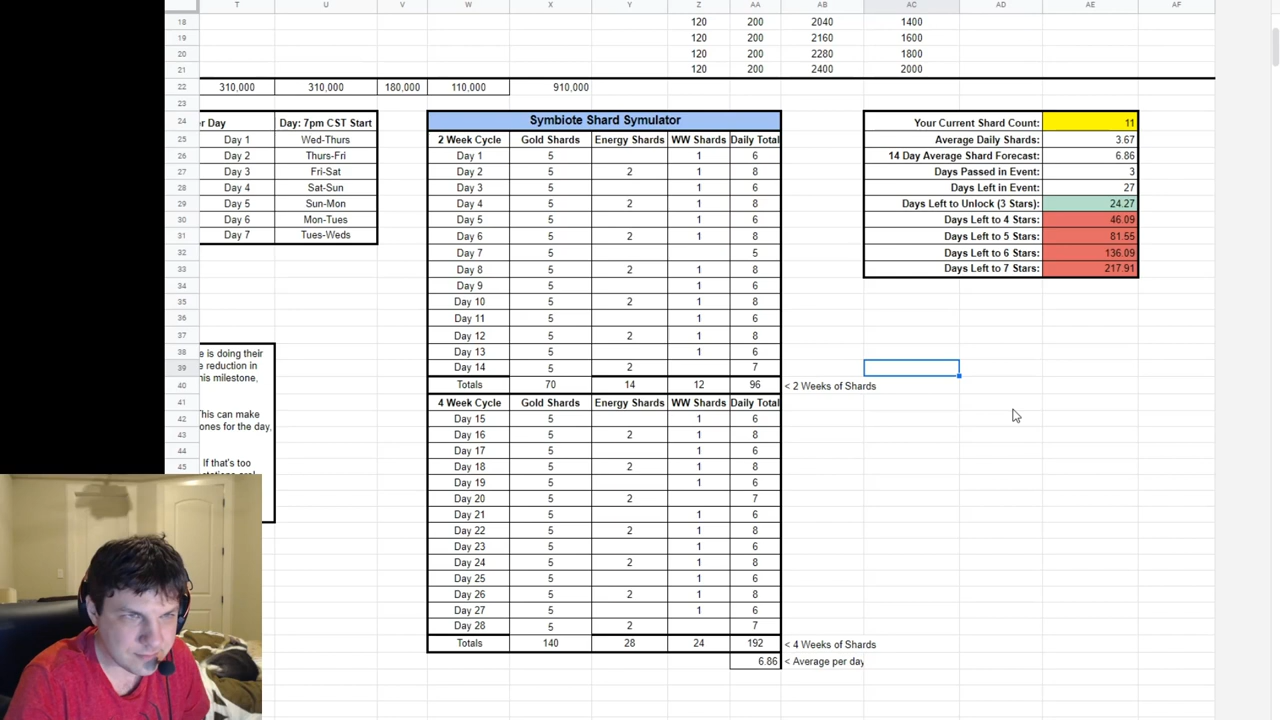 T U V W X Y Z AA AB AC AD AE AF
18 120 200 2040 1400
19 120 200 2160 1600
20 120 200 2280 1800
21 120 200 2400 2000
22 310,000 310,000 180,000 110,000 910,000
23
24 r Day Day: 7pm CST Start Symbiote Shard Symulator Your Current Shard Count: 11
25 Day 1 Wed-Thurs 2 Week Cycle Gold Shards Energy Shards WW Shards Daily Total Average Daily Shards: 3.67
26 Day 2 Thurs-Fri Day 1 5 1 6 14 Day Average Shard Forecast: 6.86
27 Day 3 Fri-Sat Day 2 5 2 1 8 Days Passed in Event: 3
28 Day 4 Sat-Sun Day 3 5 1 6 Days Left in Event: 27
29 Day 5 Sun-Mon Day 4 5 2 1 8 Days Left to Unlock (3 Stars): 24.27
30 Day 6 Mon-Tues Day 5 5 1 6 Days Left to 4 Stars: 46.09
31 Day 7 Tues-Weds Day 6 5 2 1 8 Days Left to 5 Stars: 81.55
32 Day 7 5 5 Days Left to 6 Stars: 136.09
33 Day 8 5 2 1 8 Days Left to 7 Stars: 217.91
34 Day 9 5 1 6
35 Day 10 5 2 1 8
36 Day 11 5 1 6
37 Day 12 5 2 1 8
38 e is doing their Day 13 5 1 6
e reduction in
39 his milestone, Day 14 5 2 7
40 Totals 70 14 12 96 < 2 Weeks of Shards
41 This can make 4 Week Cycle Gold Shards Energy Shards WW Shards Daily Total
42 ones for the day, Day 15 5 1 6
43 Day 16 5 2 1 8
44 Day 17 5 1 6
45 If that's too Day 18 5 2 1 8
Day 19 5 1 6
Day 20 5 2 7
Day 21 5 1 6
Day 22 5 2 1 8
Day 23 5 1 6
Day 24 5 2 1 8
Day 25 5 1 6
Day 26 5 2 1 8
Day 27 5 1 6
Day 28 5 2 7
Totals 140 28 24 192 < 4 Weeks of Shards
6.86 < Average per day